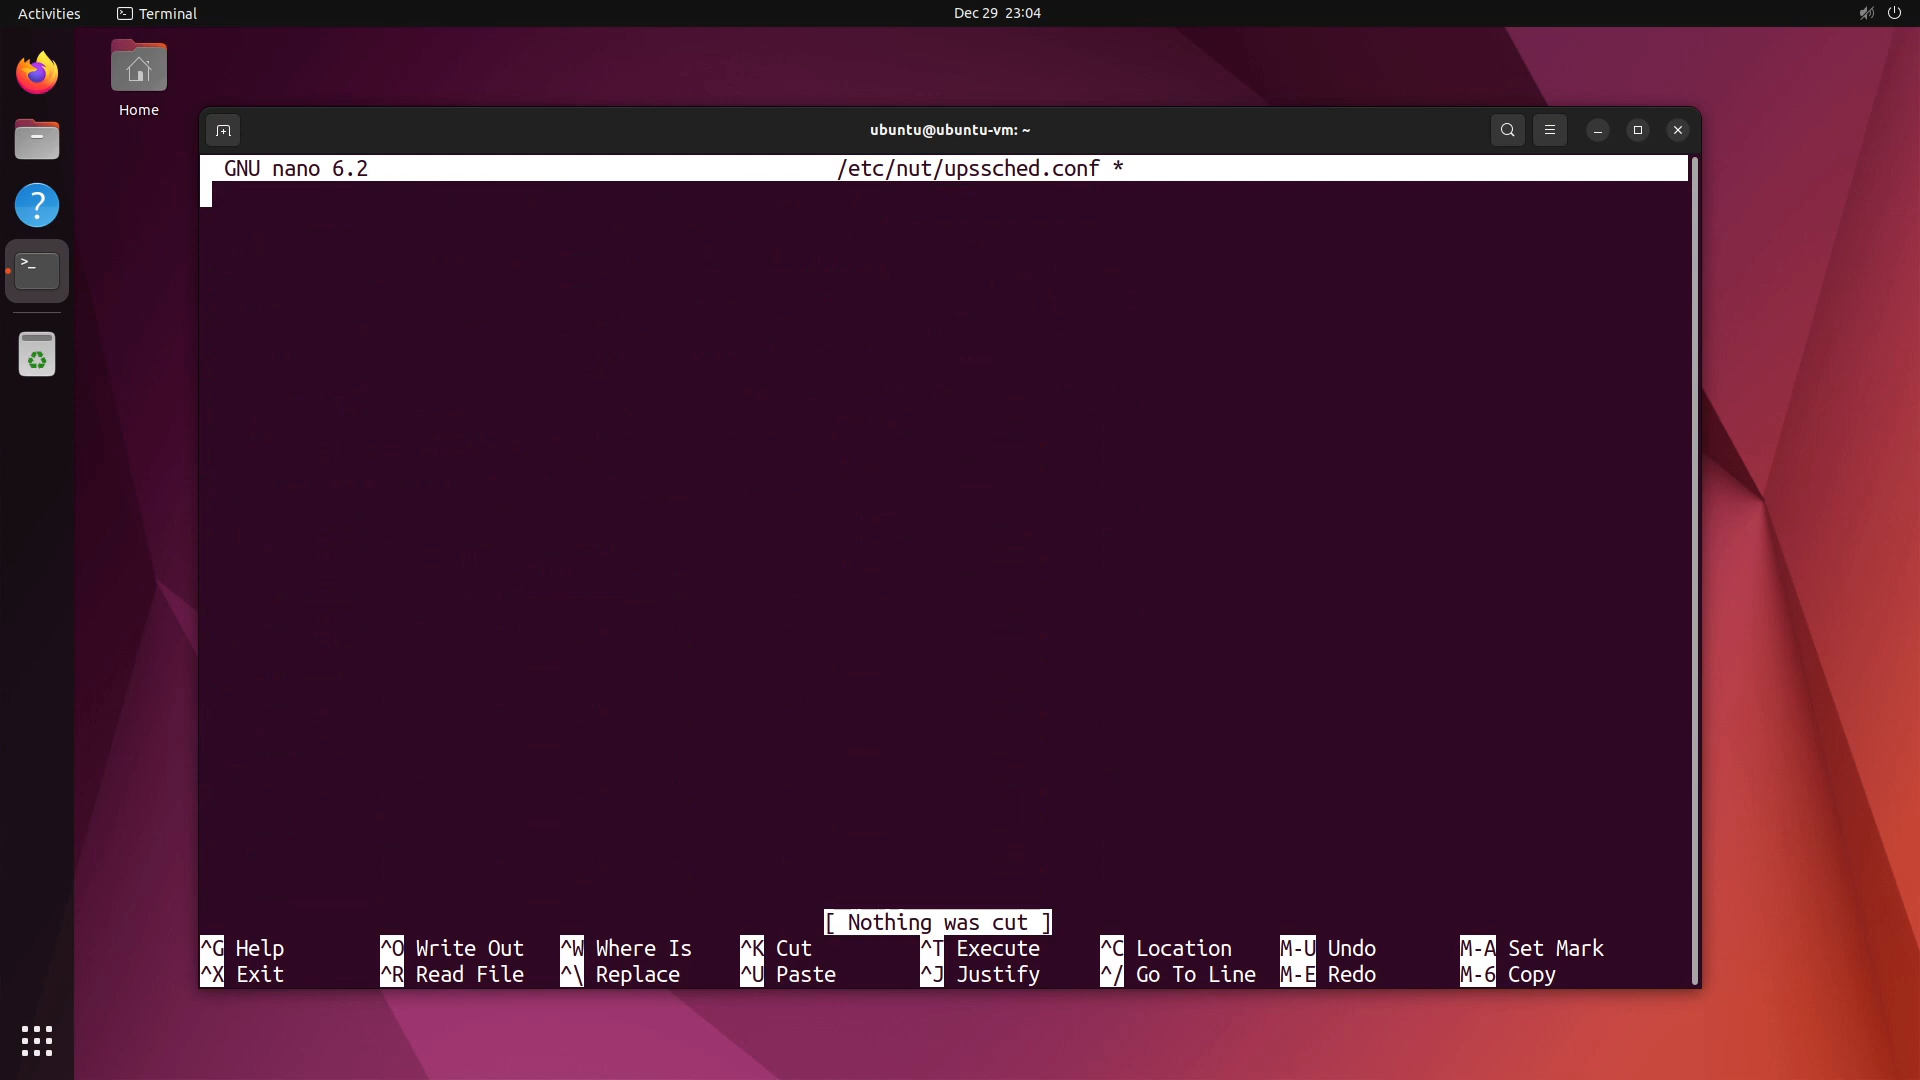 Activities
Terminal
Dec 29 23:04
Home
ubuntu@ubuntu-vm: ~
GNU nano 6.2 /etc/nut/upssched.conf *
[ Nothing was cut ]
^G Help ^O Write Out ^W Where Is ^K Cut ^T Execute ^C Location M-U Undo M-A Set Mark
^X Exit ^R Read File ^\ Replace ^U Paste ^J Justify ^/ Go To Line M-E Redo M-6 Copy